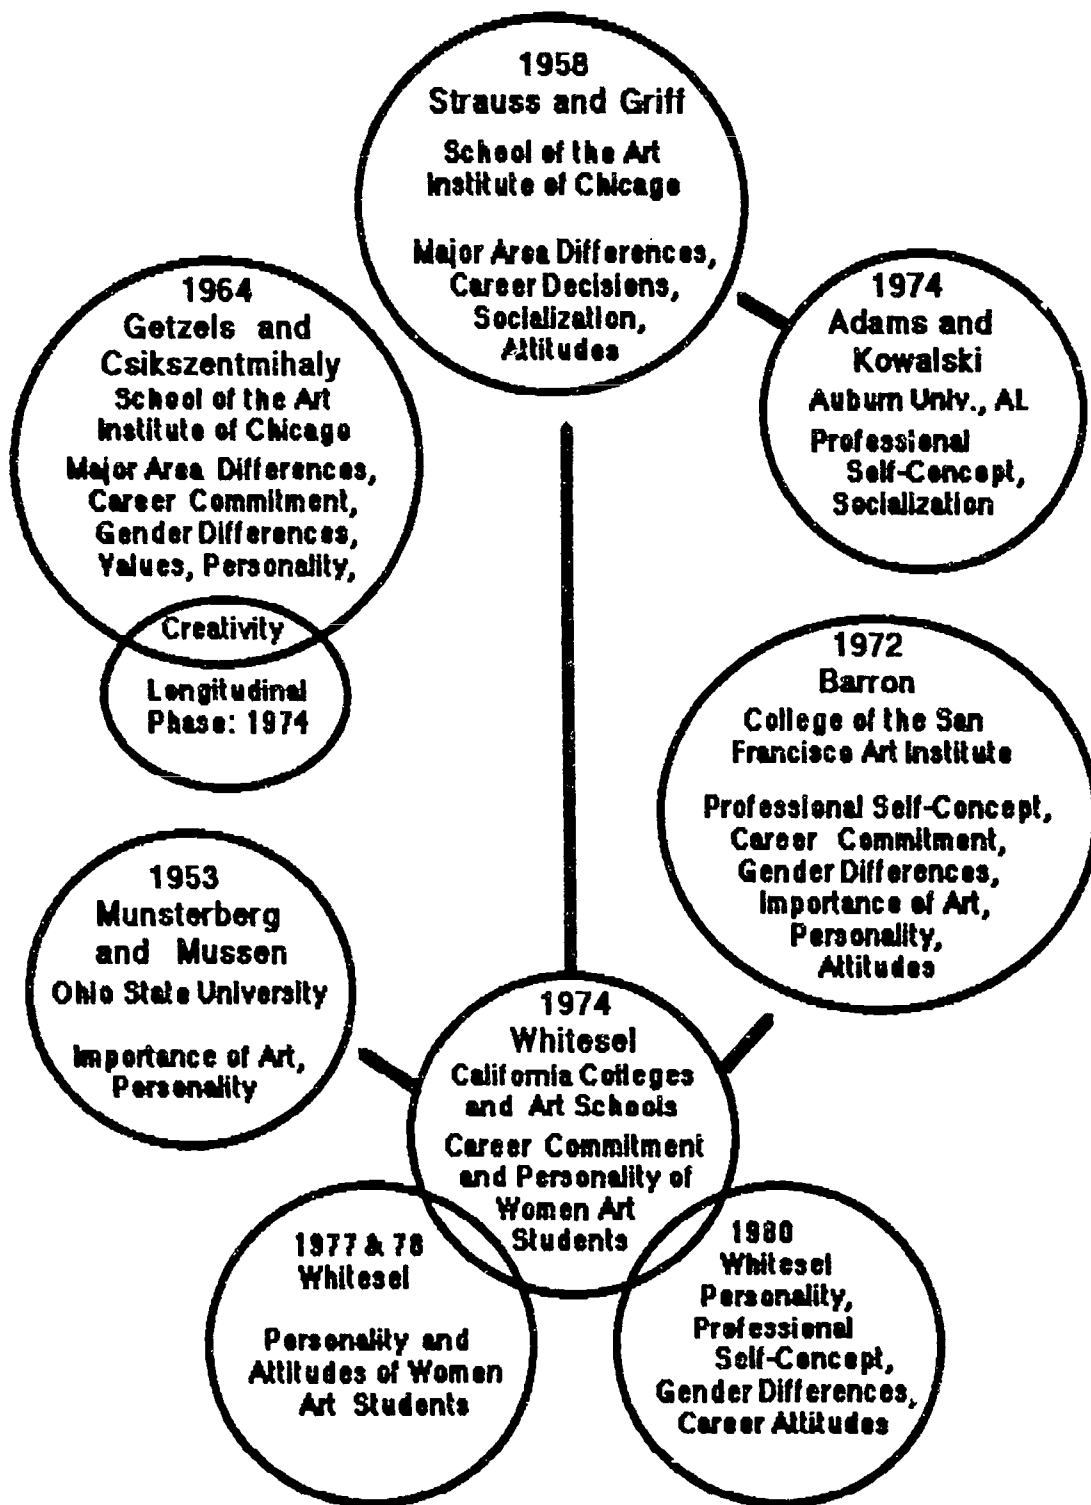 1958
Strauss and Griff
School of the Art
Institute of Chicago
Major Area Differences,
Career Decisions,
Socialization,
Attitudes
1964
Getzels and
Csikszentmihaly
School of the Art
Institute of Chicago
Major Area Differences,
Career Commitment,
Gender Differences,
Values, Personality,
Creativity
Longitudinal
Phase: 1974
1974
Adams and
Kowalski
Auburn Univ., AL
Professional
Self-Concept,
Socialization
1972
Barron
College of the San
Francisco Art Institute
Professional Self-Concept,
Career Commitment,
Gender Differences,
Importance of Art,
Personality,
Attitudes
1953
Munsterberg
and Mussen
Ohio State University
Importance of Art,
Personality
1974
Whitesel
California Colleges
and Art Schools
Career Commitment
and Personality of
Women Art
Students
1977 & 78
Whitesel
Personality and
Attitudes of Women
Art Students
1980
Whitesel
Personality,
Professional
Self-Concept,
Gender Differences,
Career Attitudes